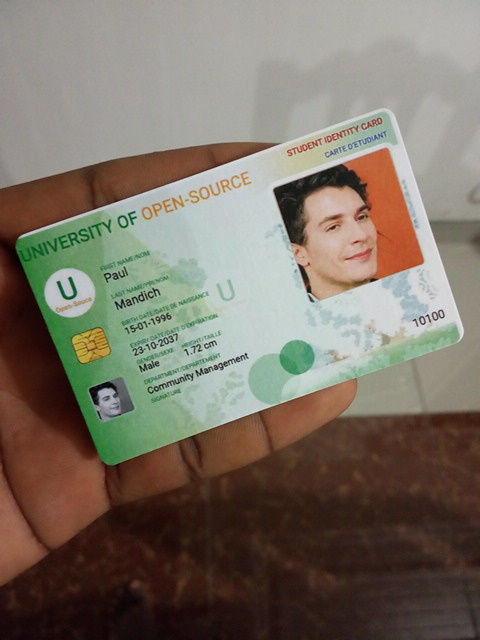 STUDENT IDENTITY CARD
CARTE D'ETUDIANT
UNIVERSITY OF OPEN-SOURCE
U
Open-Source
FIRST NAME/NOM
Paul
LAST NAME/PRENOM
Mandich
U
BIRTH DATE/DATE DE NAISSANCE
15-01-1996
EXPIRY DATE/DATE D'EXPIRATION
23-10-2037
GENDER/SEXE HEIGHT/TAILLE
Male 1.72 cm
DEPARTMENT/DEPARTEMENT
Community Management
SIGNATURE
10100